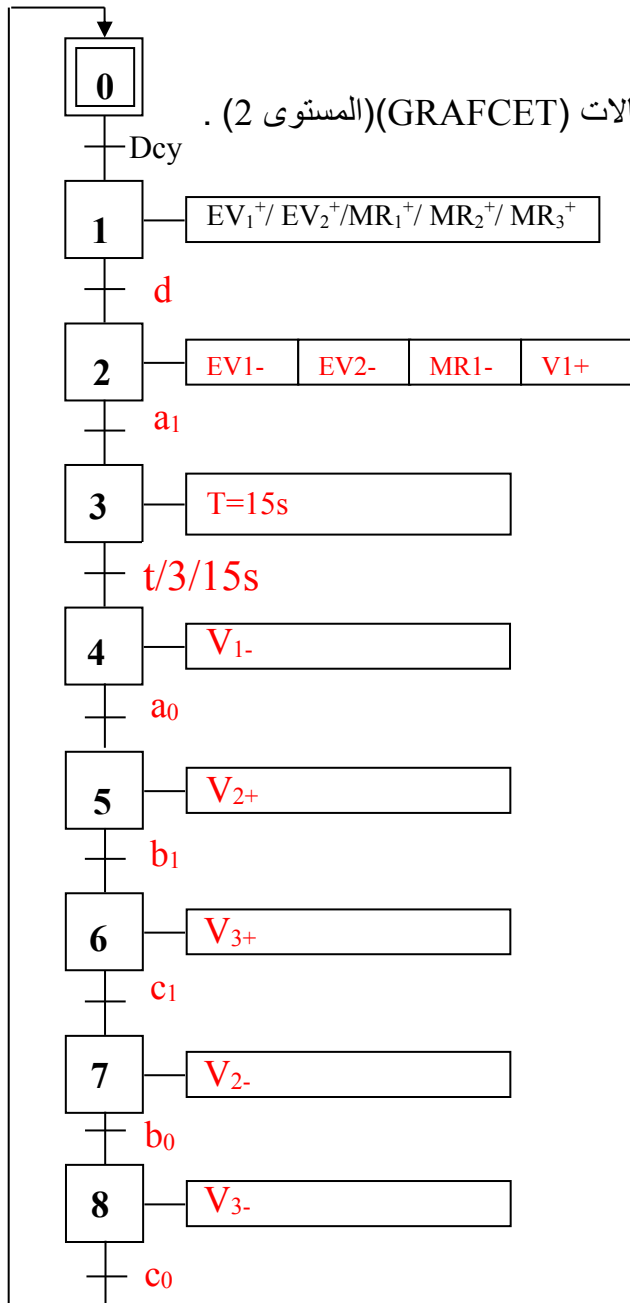 0
الات (GRAFCET)(المستوى 2) .
Dcy
1 EV₁⁺/ EV₂⁺/MR₁⁺/ MR₂⁺/ MR₃⁺
d
2 EV1- EV2- MR1- V1+
a₁
3 T=15s
t/3/15s
4 V₁₋
a₀
5 V₂₊
b₁
6 V₃₊
c₁
7 V₂₋
b₀
8 V₃₋
c₀